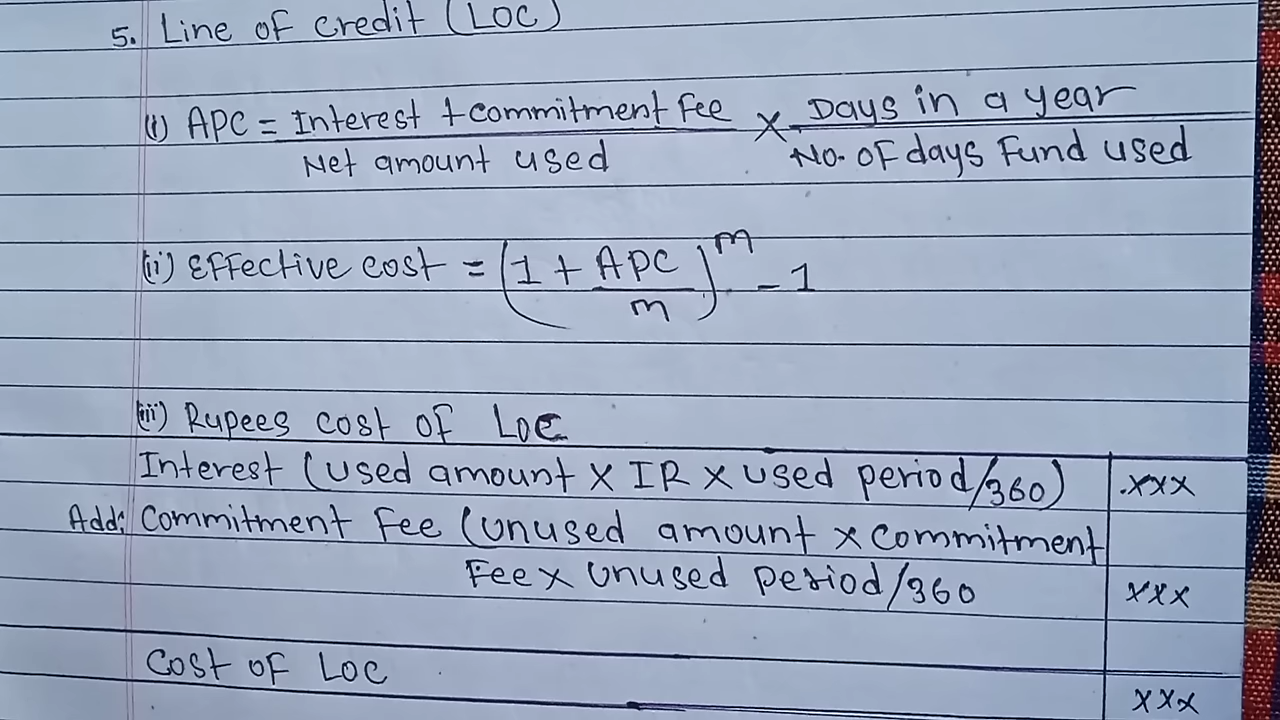 5. Line of credit (LOC)
(i) APC = Interest + commitment Fee / Net amount used × Days in a year / No. of days Fund used
(ii) Effective cost = (1 + APC / m)^m - 1
(iii) Rupees cost of LOC
Interest (used amount × IR × used period/360) .xxx
Add: Commitment Fee (unused amount × commitment
Fee × unused period/360 xxx
Cost of LOC
xxx